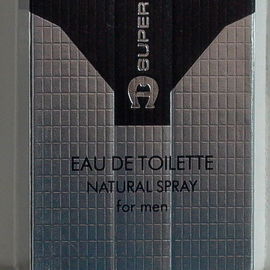 SUPER
EAU DE TOILETTE
NATURAL SPRAY
for men